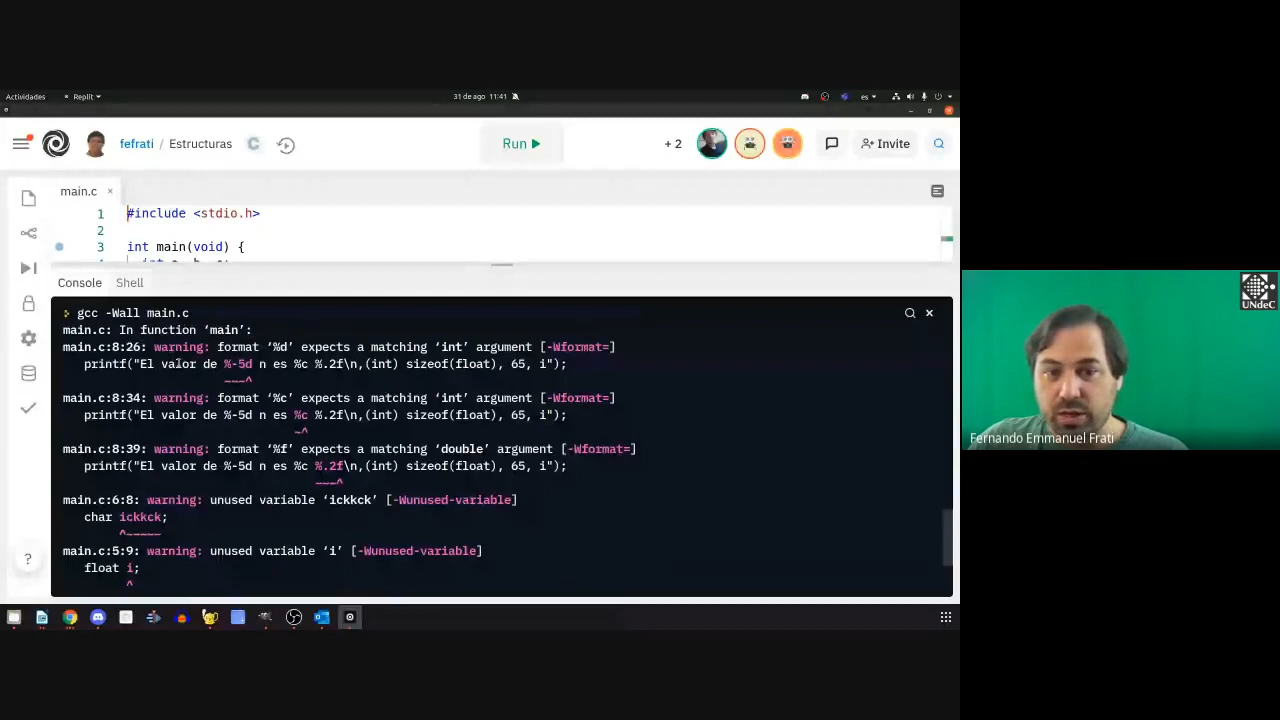 Actividades
Replit
31 de ago 11:41
es
fefrati / Estructuras
C
Run
+ 2
Invite
main.c ×
1 #include <stdio.h>
2
3 int main(void) {
Console
Shell
gcc -Wall main.c
main.c: In function ‘main’:
main.c:8:26: warning: format ‘%d’ expects a matching ‘int’ argument [-Wformat=]
printf("El valor de %-5d n es %c %.2f\n,(int) sizeof(float), 65, i");
~~~^
main.c:8:34: warning: format ‘%c’ expects a matching ‘int’ argument [-Wformat=]
printf("El valor de %-5d n es %c %.2f\n,(int) sizeof(float), 65, i");
~^
main.c:8:39: warning: format ‘%f’ expects a matching ‘double’ argument [-Wformat=]
printf("El valor de %-5d n es %c %.2f\n,(int) sizeof(float), 65, i");
~~~^
main.c:6:8: warning: unused variable ‘ickkck’ [-Wunused-variable]
char ickkck;
^~~~~~
main.c:5:9: warning: unused variable ‘i’ [-Wunused-variable]
float i;
^
?
UNdeC
Fernando Emmanuel Frati